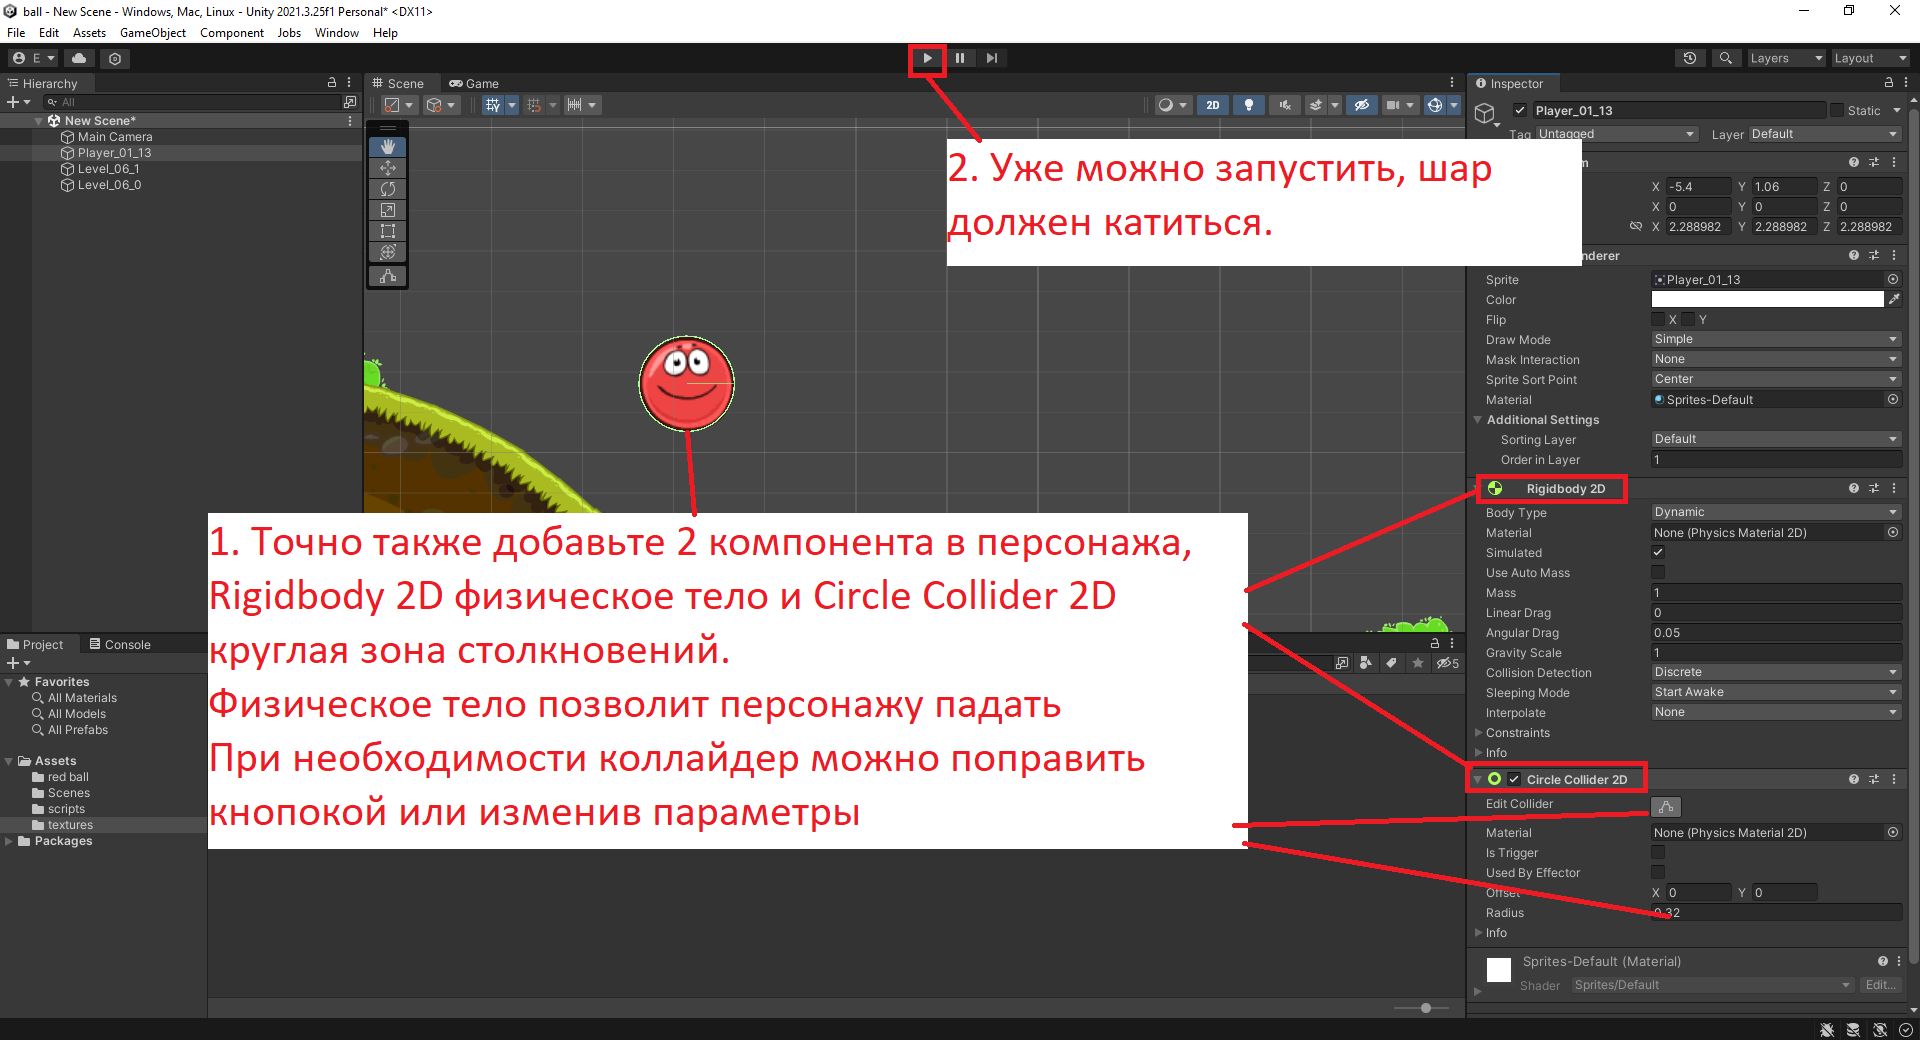 ball - New Scene - Windows, Mac, Linux - Unity 2021.3.25f1 Personal* <DX11>
File Edit Assets GameObject Component Jobs Window Help
E
Layers
Layout
Hierarchy
All
New Scene*
Main Camera
Player_01_13
Level_06_1
Level_06_0
Scene
Game
2D
2. Уже можно запустить, шар
должен катиться.
1. Точно также добавьте 2 компонента в персонажа,
Rigidbody 2D физическое тело и Circle Collider 2D
круглая зона столкновений.
Физическое тело позволит персонажу падать
При необходимости коллайдер можно поправить
кнопокой или изменив параметры
Project
Console
Favorites
All Materials
All Models
All Prefabs
Assets
red ball
Scenes
scripts
textures
Packages
5
Inspector
Player_01_13
Static
Tag Untagged
Layer Default
m
X -5.4 Y 1.06 Z 0
X 0 Y 0 Z 0
X 2.288982 Y 2.288982 Z 2.288982
nderer
Sprite Player_01_13
Color
Flip X Y
Draw Mode Simple
Mask Interaction None
Sprite Sort Point Center
Material Sprites-Default
Additional Settings
Sorting Layer Default
Order in Layer 1
Rigidbody 2D
Body Type Dynamic
Material None (Physics Material 2D)
Simulated
Use Auto Mass
Mass 1
Linear Drag 0
Angular Drag 0.05
Gravity Scale 1
Collision Detection Discrete
Sleeping Mode Start Awake
Interpolate None
Constraints
Info
Circle Collider 2D
Edit Collider
Material None (Physics Material 2D)
Is Trigger
Used By Effector
Offset X 0 Y 0
Radius 0.32
Info
Sprites-Default (Material)
Shader Sprites/Default Edit...